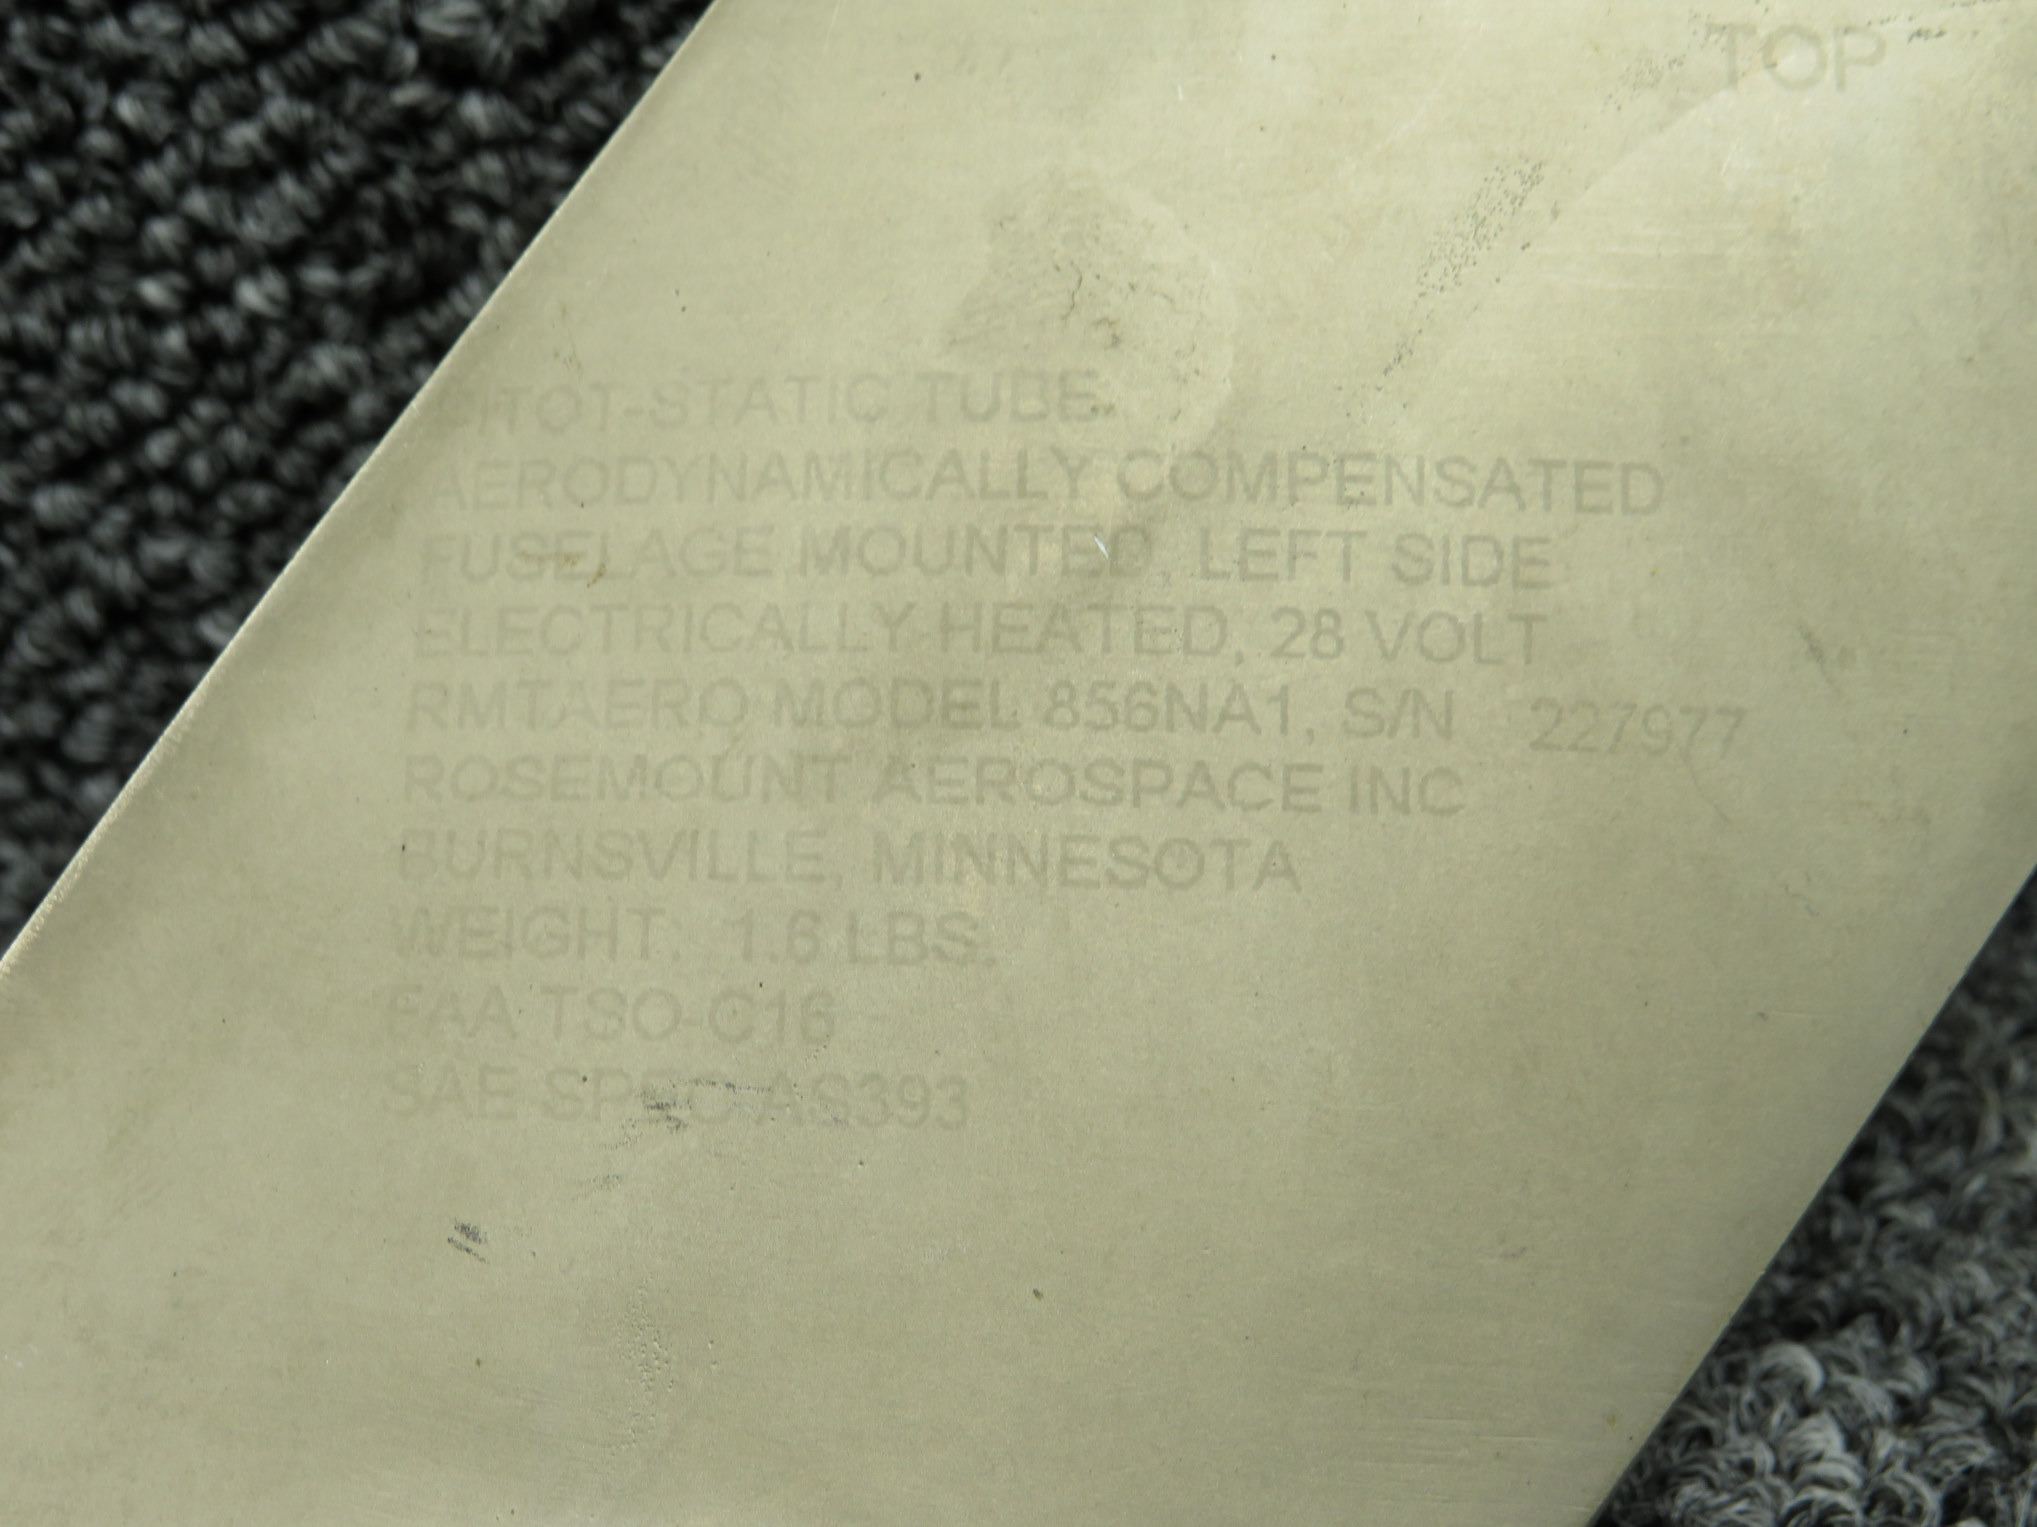 TOP
PITOT-STATIC TUBE
AERODYNAMICALLY COMPENSATED
FUSELAGE MOUNTED, LEFT SIDE
ELECTRICALLY HEATED, 28 VOLT
RMTAERO MODEL 856NA1, S/N 227977
ROSEMOUNT AEROSPACE INC
BURNSVILLE, MINNESOTA
WEIGHT. 1.6 LBS.
FAA TSO-C16
SAE SPEC AS393